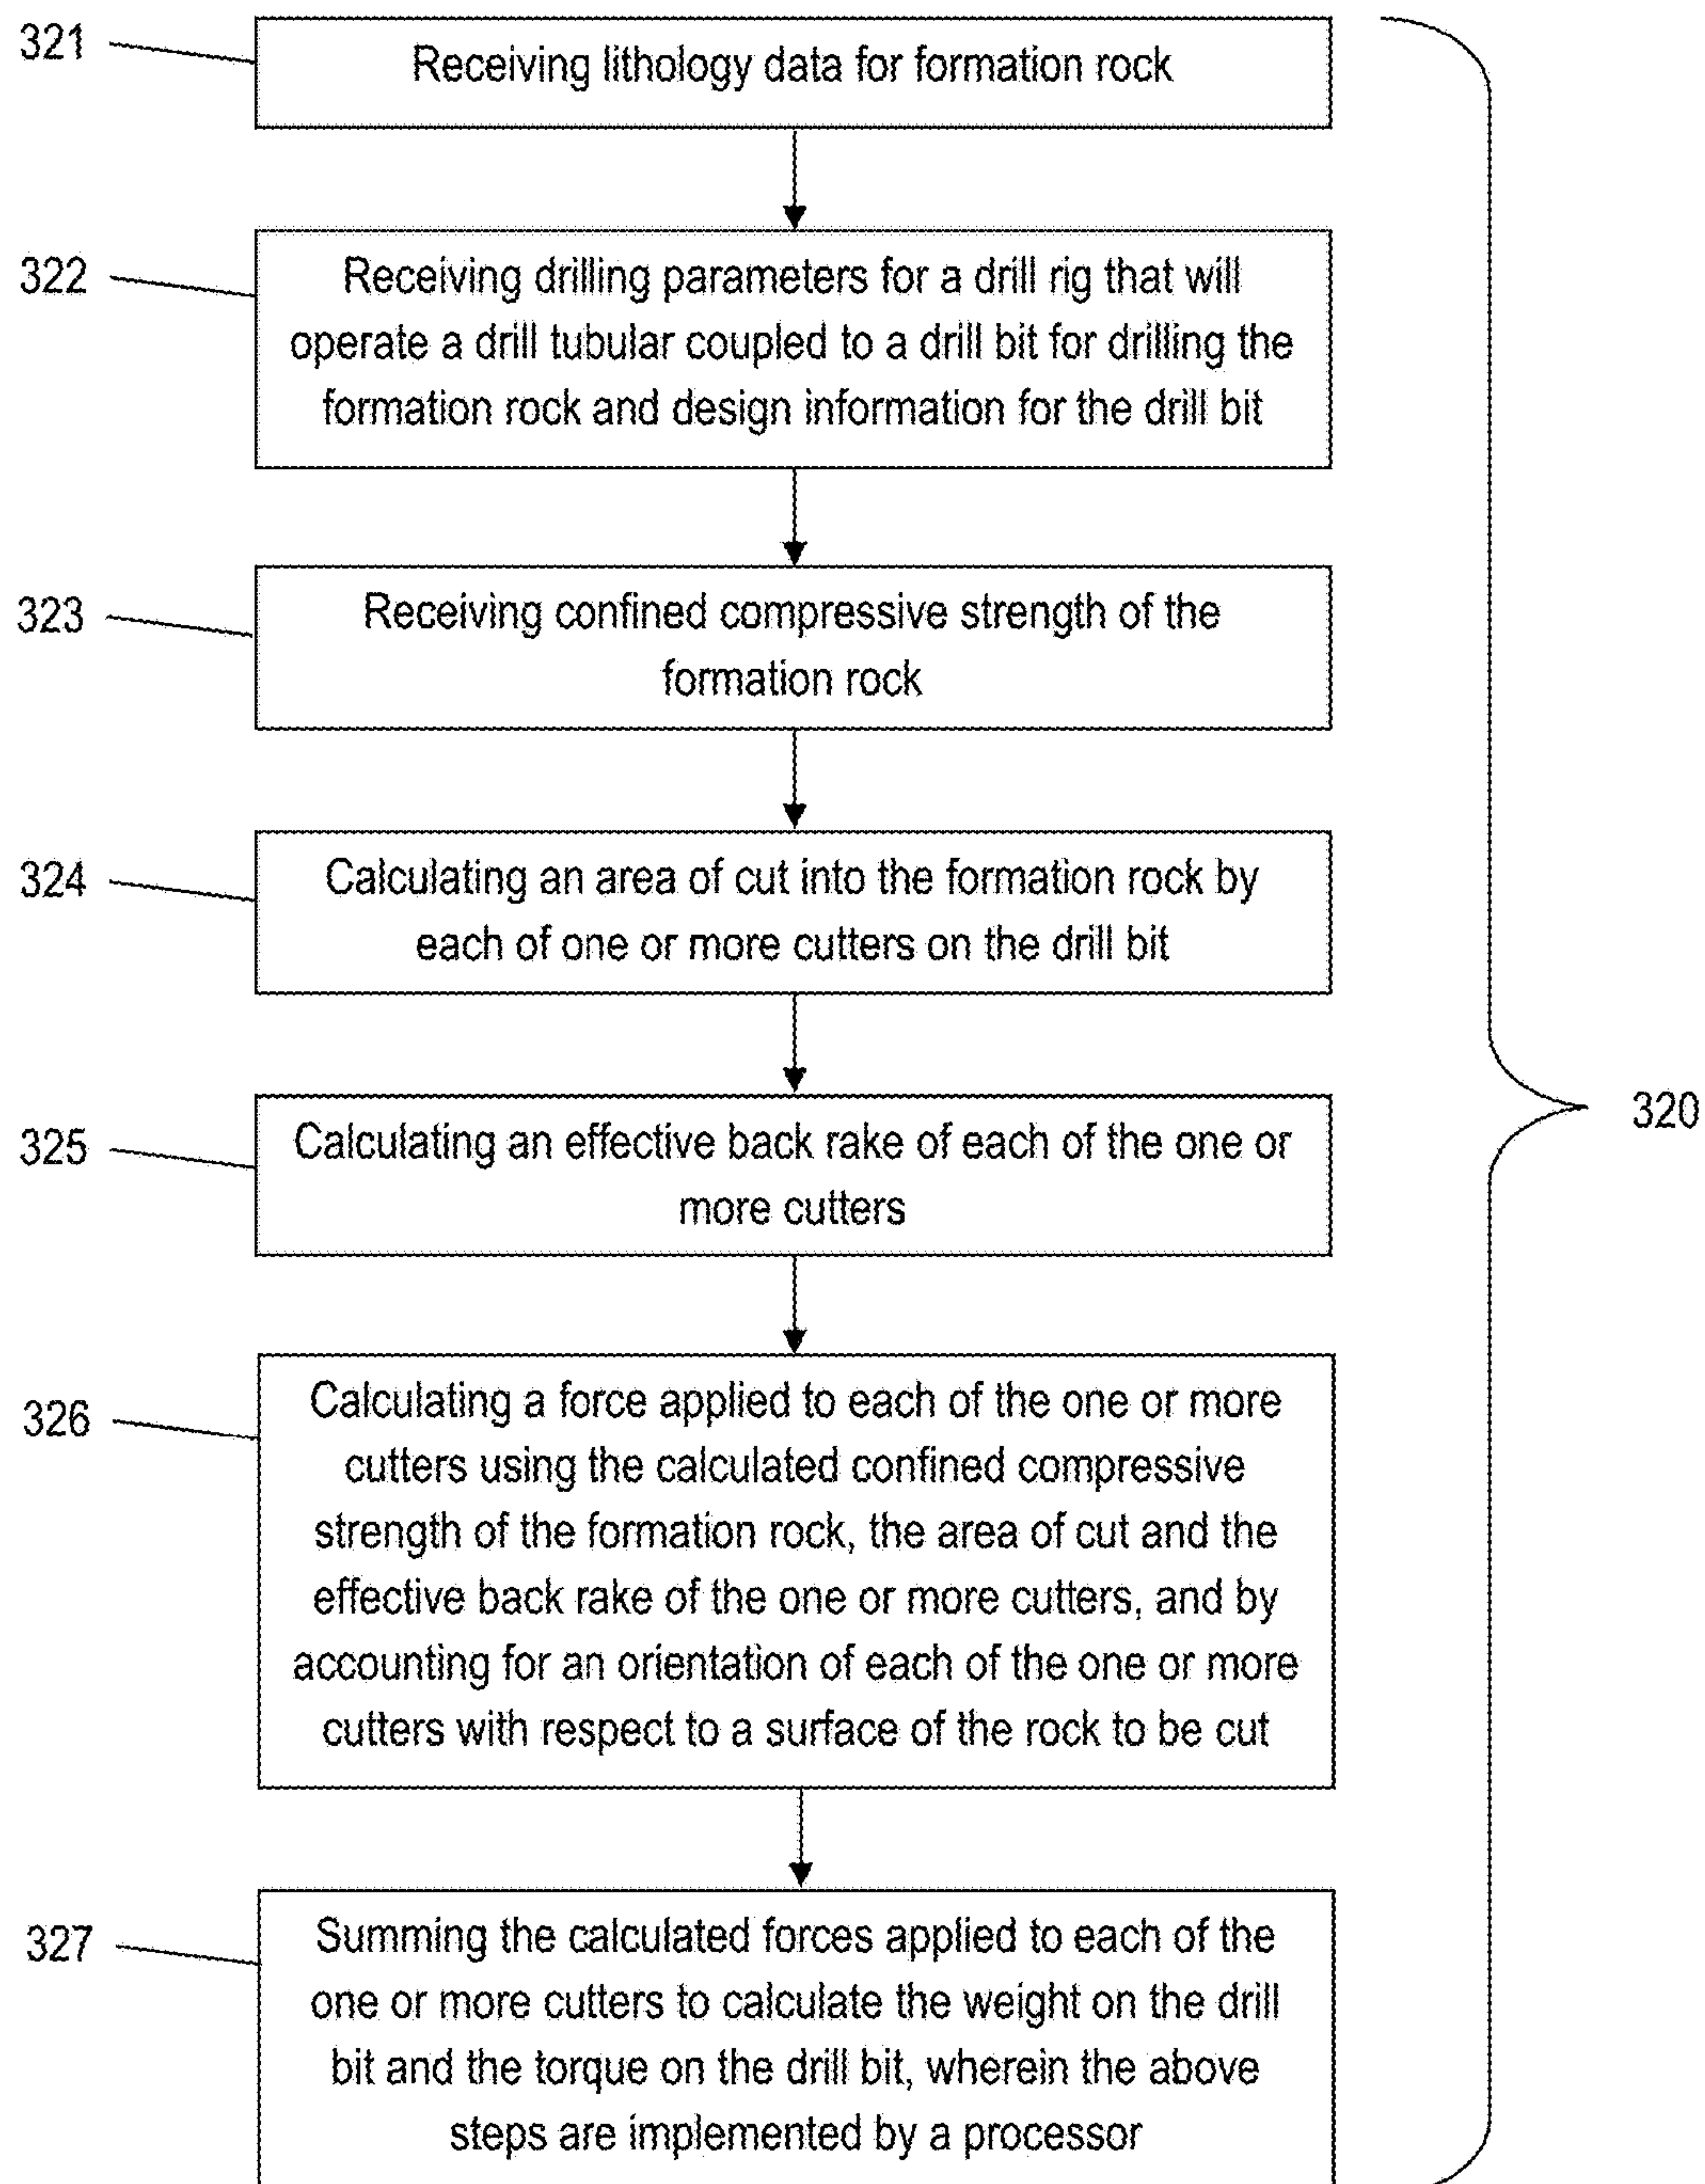 321
Receiving lithology data for formation rock
322
Receiving drilling parameters for a drill rig that will
operate a drill tubular coupled to a drill bit for drilling the
formation rock and design information for the drill bit
323
Receiving confined compressive strength of the
formation rock
324
Calculating an area of cut into the formation rock by
each of one or more cutters on the drill bit
325
Calculating an effective back rake of each of the one or
more cutters
320
326
Calculating a force applied to each of the one or more
cutters using the calculated confined compressive
strength of the formation rock, the area of cut and the
effective back rake of the one or more cutters, and by
accounting for an orientation of each of the one or more
cutters with respect to a surface of the rock to be cut
327
Summing the calculated forces applied to each of the
one or more cutters to calculate the weight on the drill
bit and the torque on the drill bit, wherein the above
steps are implemented by a processor